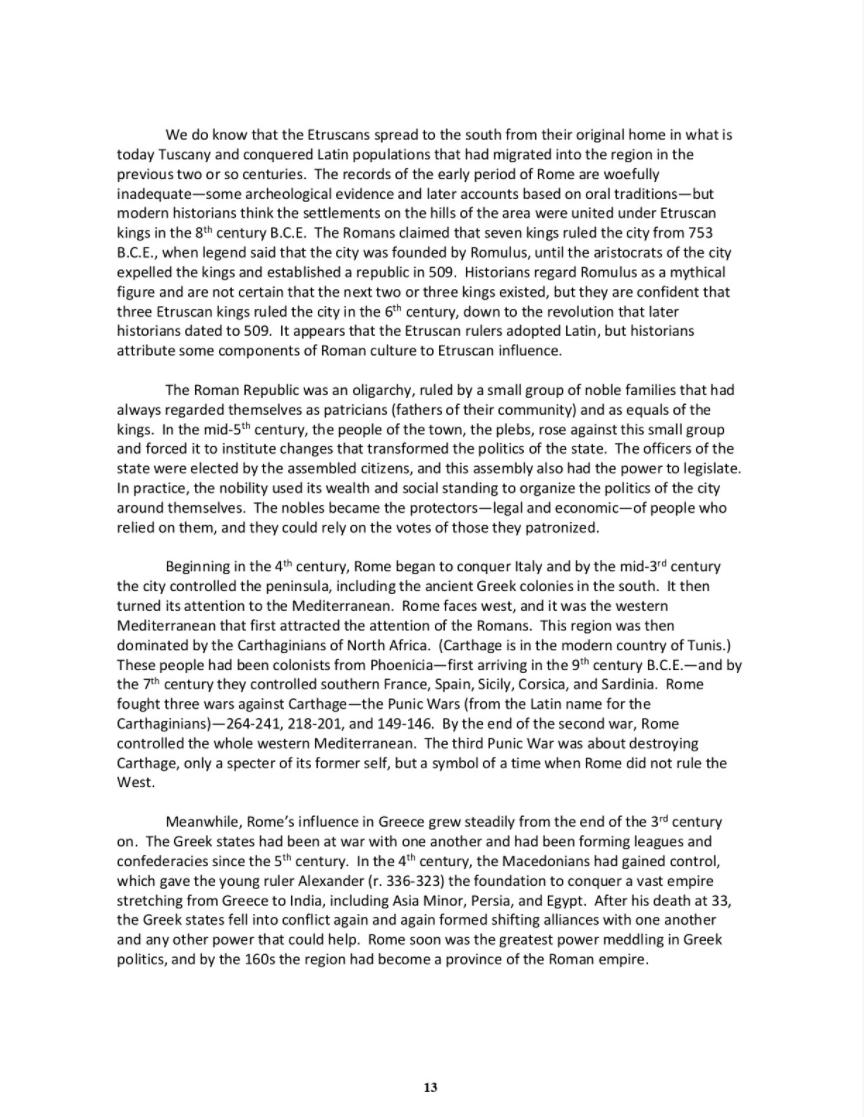 We do know that the Etruscans spread to the south from their original home in what is
today Tuscany and conquered Latin populations that had migrated into the region in the
previous two or so centuries.  The records of the early period of Rome are woefully
inadequate—some archeological evidence and later accounts based on oral traditions—but
modern historians think the settlements on the hills of the area were united under Etruscan
kings in the 8th century B.C.E.  The Romans claimed that seven kings ruled the city from 753
B.C.E., when legend said that the city was founded by Romulus, until the aristocrats of the city
expelled the kings and established a republic in 509.  Historians regard Romulus as a mythical
figure and are not certain that the next two or three kings existed, but they are confident that
three Etruscan kings ruled the city in the 6th century, down to the revolution that later
historians dated to 509.  It appears that the Etruscan rulers adopted Latin, but historians
attribute some components of Roman culture to Etruscan influence.
The Roman Republic was an oligarchy, ruled by a small group of noble families that had
always regarded themselves as patricians (fathers of their community) and as equals of the
kings.  In the mid-5th century, the people of the town, the plebs, rose against this small group
and forced it to institute changes that transformed the politics of the state.  The officers of the
state were elected by the assembled citizens, and this assembly also had the power to legislate.
In practice, the nobility used its wealth and social standing to organize the politics of the city
around themselves.  The nobles became the protectors—legal and economic—of people who
relied on them, and they could rely on the votes of those they patronized.
Beginning in the 4th century, Rome began to conquer Italy and by the mid-3rd century
the city controlled the peninsula, including the ancient Greek colonies in the south.  It then
turned its attention to the Mediterranean.  Rome faces west, and it was the western
Mediterranean that first attracted the attention of the Romans.  This region was then
dominated by the Carthaginians of North Africa.  (Carthage is in the modern country of Tunis.)
These people had been colonists from Phoenicia—first arriving in the 9th century B.C.E.—and by
the 7th century they controlled southern France, Spain, Sicily, Corsica, and Sardinia.  Rome
fought three wars against Carthage—the Punic Wars (from the Latin name for the
Carthaginians)—264-241, 218-201, and 149-146.  By the end of the second war, Rome
controlled the whole western Mediterranean.  The third Punic War was about destroying
Carthage, only a specter of its former self, but a symbol of a time when Rome did not rule the
West.
Meanwhile, Rome's influence in Greece grew steadily from the end of the 3rd century
on.  The Greek states had been at war with one another and had been forming leagues and
confederacies since the 5th century.  In the 4th century, the Macedonians had gained control,
which gave the young ruler Alexander (r. 336-323) the foundation to conquer a vast empire
stretching from Greece to India, including Asia Minor, Persia, and Egypt.  After his death at 33,
the Greek states fell into conflict again and again formed shifting alliances with one another
and any other power that could help.  Rome soon was the greatest power meddling in Greek
politics, and by the 160s the region had become a province of the Roman empire.
13